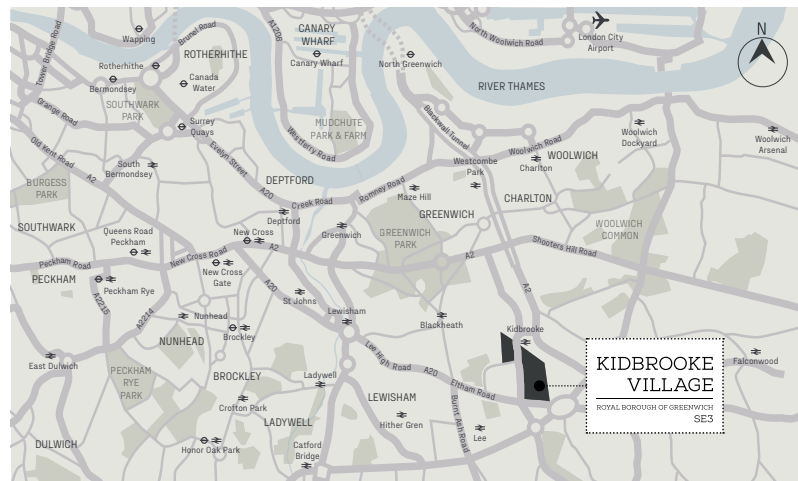 Tower Bridge Road
Wapping
Brunel Road
A1206
CANARY
WHARF
North Woolwich Road
London City
Airport
N
Rotherhithe
ROTHERHITHE
Canary Wharf
North Greenwich
Bermondsey
Canada
Water
RIVER THAMES
SOUTHWARK
PARK
Grange Road
Surrey
Quays
MUDCHUTE
PARK & FARM
Blackwall Tunnel
Woolwich
Dockyard
Woolwich
Arsenal
Old Kent Road
Evelyn Street
Westferry Road
Woolwich Road
South
Bermondsey
A2
Westcombe
Park
Charlton
WOOLWICH
BURGESS
PARK
DEPTFORD
A20
Creek Road
Romney Road
Maze Hill
CHARLTON
SOUTHWARK
Deptford
GREENWICH
Queens Road
Peckham
New Cross
Greenwich
GREENWICH
PARK
WOOLWICH
COMMON
Peckham Road
New Cross Road
A2
A2
Shooters Hill Road
PECKHAM
Peckham Rye
New Cross
Gate
A20
A2
A2215
A2214
St Johns
Lewisham
Nunhead
Blackheath
Kidbrooke
NUNHEAD
Brockley
Lee High Road
East Dulwich
A20
Eltham Road
Falconwood
PECKHAM
RYE
PARK
BROCKLEY
Ladywell
LEWISHAM
KIDBROOKE
VILLAGE
ROYAL BOROUGH OF GREENWICH
SE3
Crofton Park
Hither Gren
Burnt Ash Road
LADYWELL
Lee
DULWICH
Honor Oak Park
Catford
Bridge